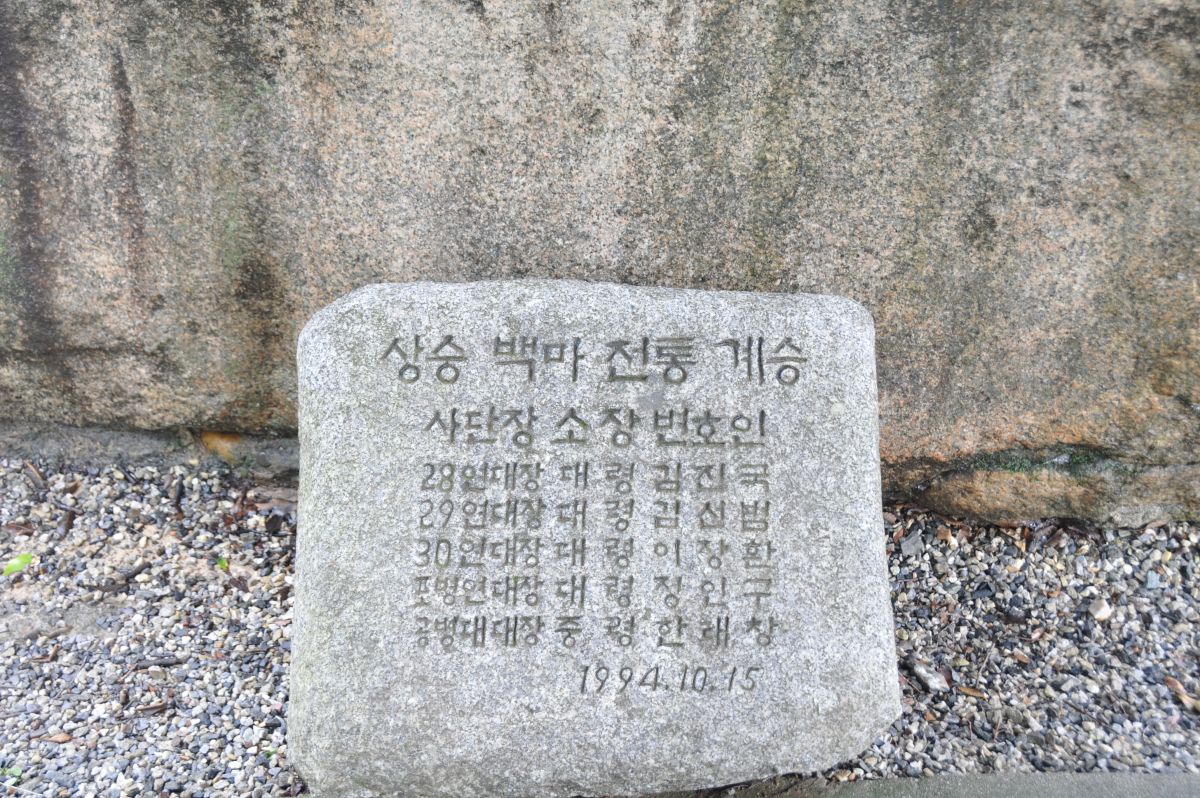 상승 백마 전통 계승
사단장 소장 번호인
28연대장 대령 김진국
29연대장 대령 김선범
30연대장 대령 이장함
포병연대장 대령 정인구
공병대대장 중령 한래창
1994.10.15